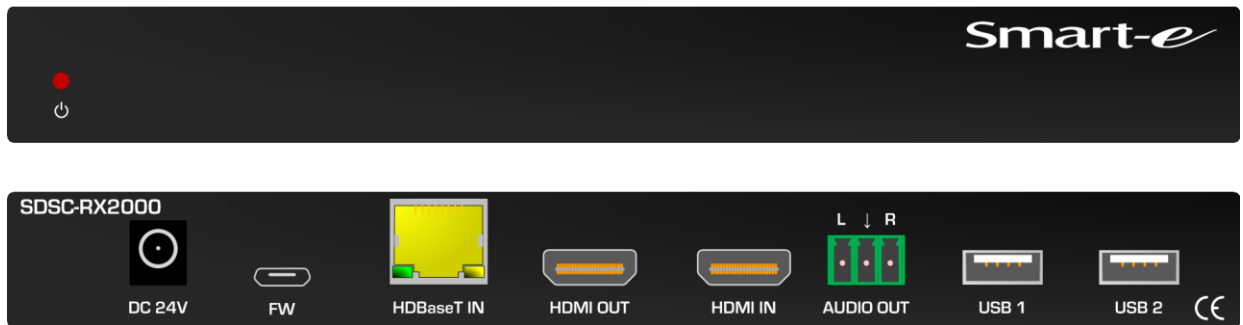 Smart-e
SDSC-RX2000
L ↓ R
DC 24V
FW
HDBaseT IN
HDMI OUT
HDMI IN
AUDIO OUT
USB 1
USB 2
CE